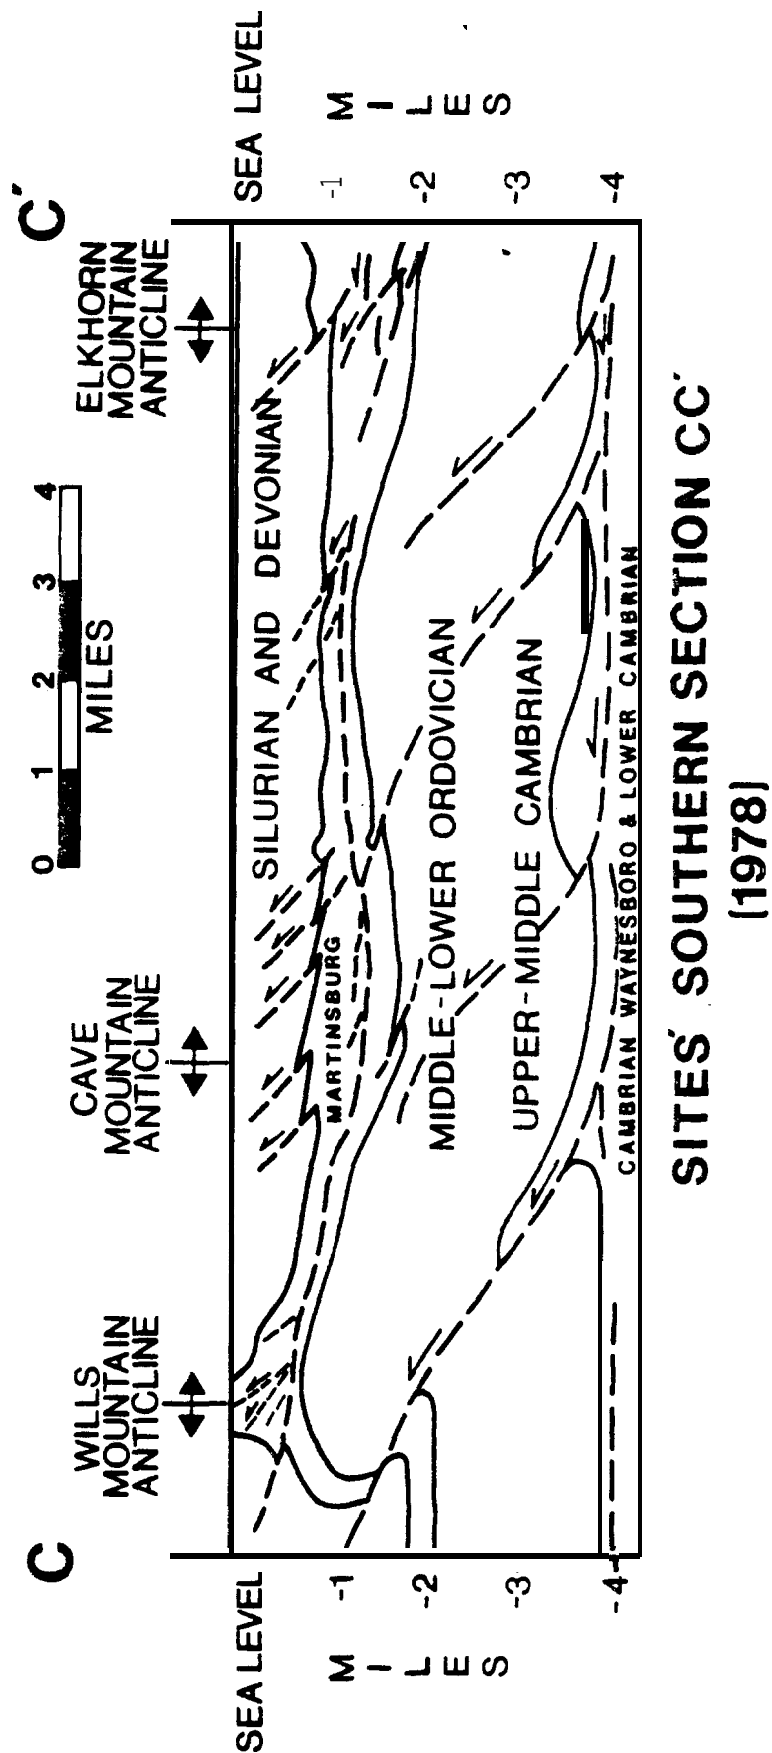 C
C′
WILLS
MOUNTAIN
ANTICLINE
CAVE
MOUNTAIN
ANTICLINE
0 1 2 3 4
MILES
ELKHORN
MOUNTAIN
ANTICLINE
SEA LEVEL
-1
-2
-3
-4
MILES
SILURIAN AND DEVONIAN
MARTINSBURG
MIDDLE-LOWER ORDOVICIAN
UPPER-MIDDLE CAMBRIAN
CAMBRIAN WAYNESBORO & LOWER CAMBRIAN
SEA LEVEL
-1
-2
-3
-4
MILES
SITES′ SOUTHERN SECTION CC′
(1978)